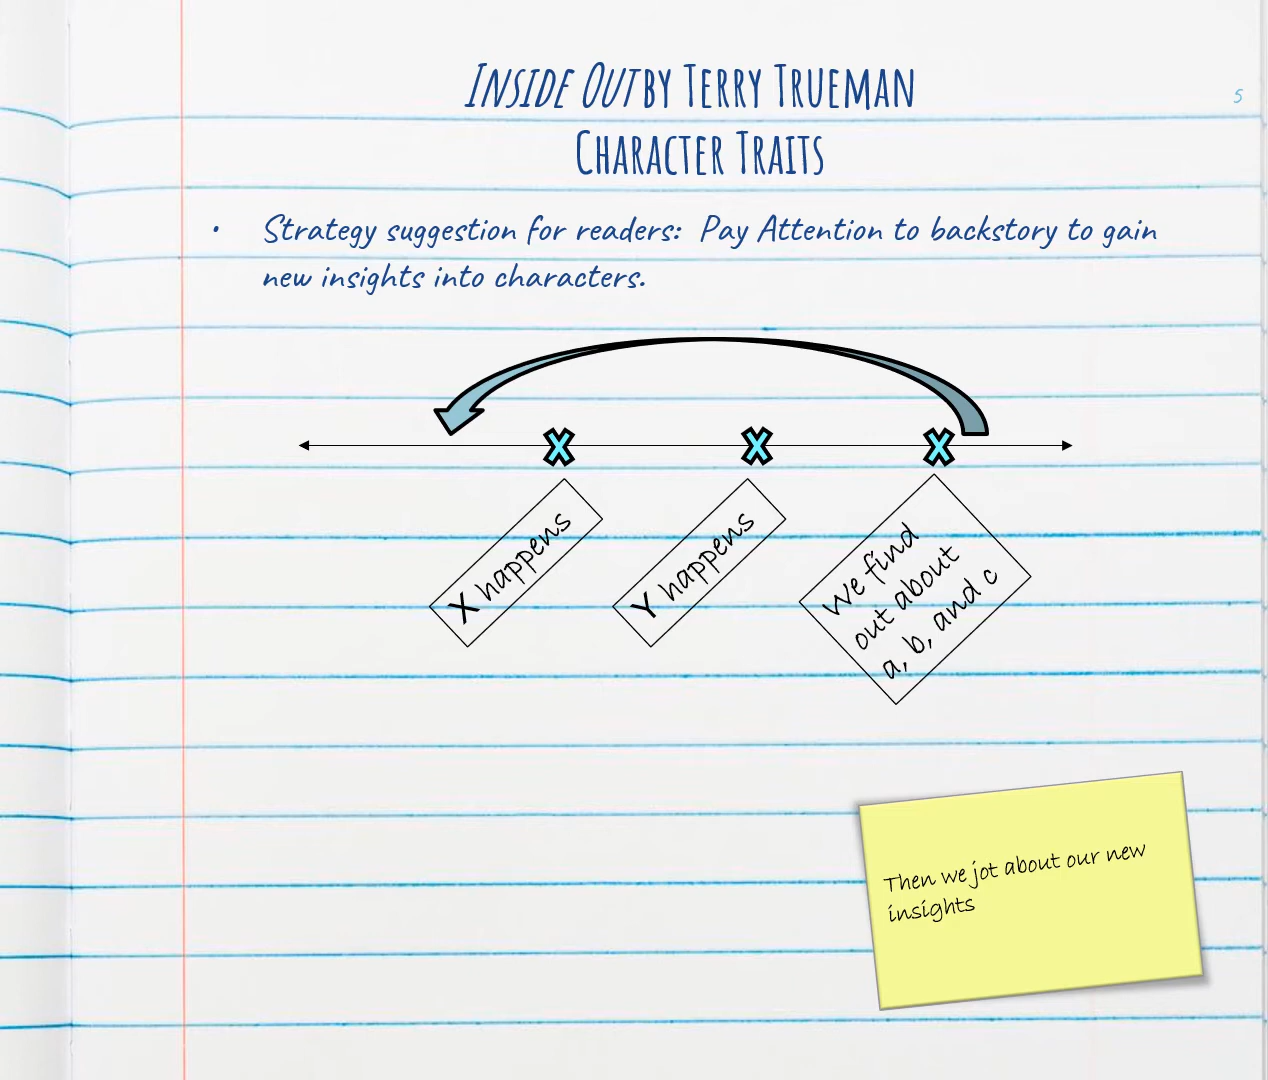 Inside Out by Terry Trueman
5
Character Traits
• Strategy suggestion for readers: Pay Attention to backstory to gain
new insights into characters.
X X X
X happens
Y happens
We find
out about
a, b, and c
Then we jot about our new
insights